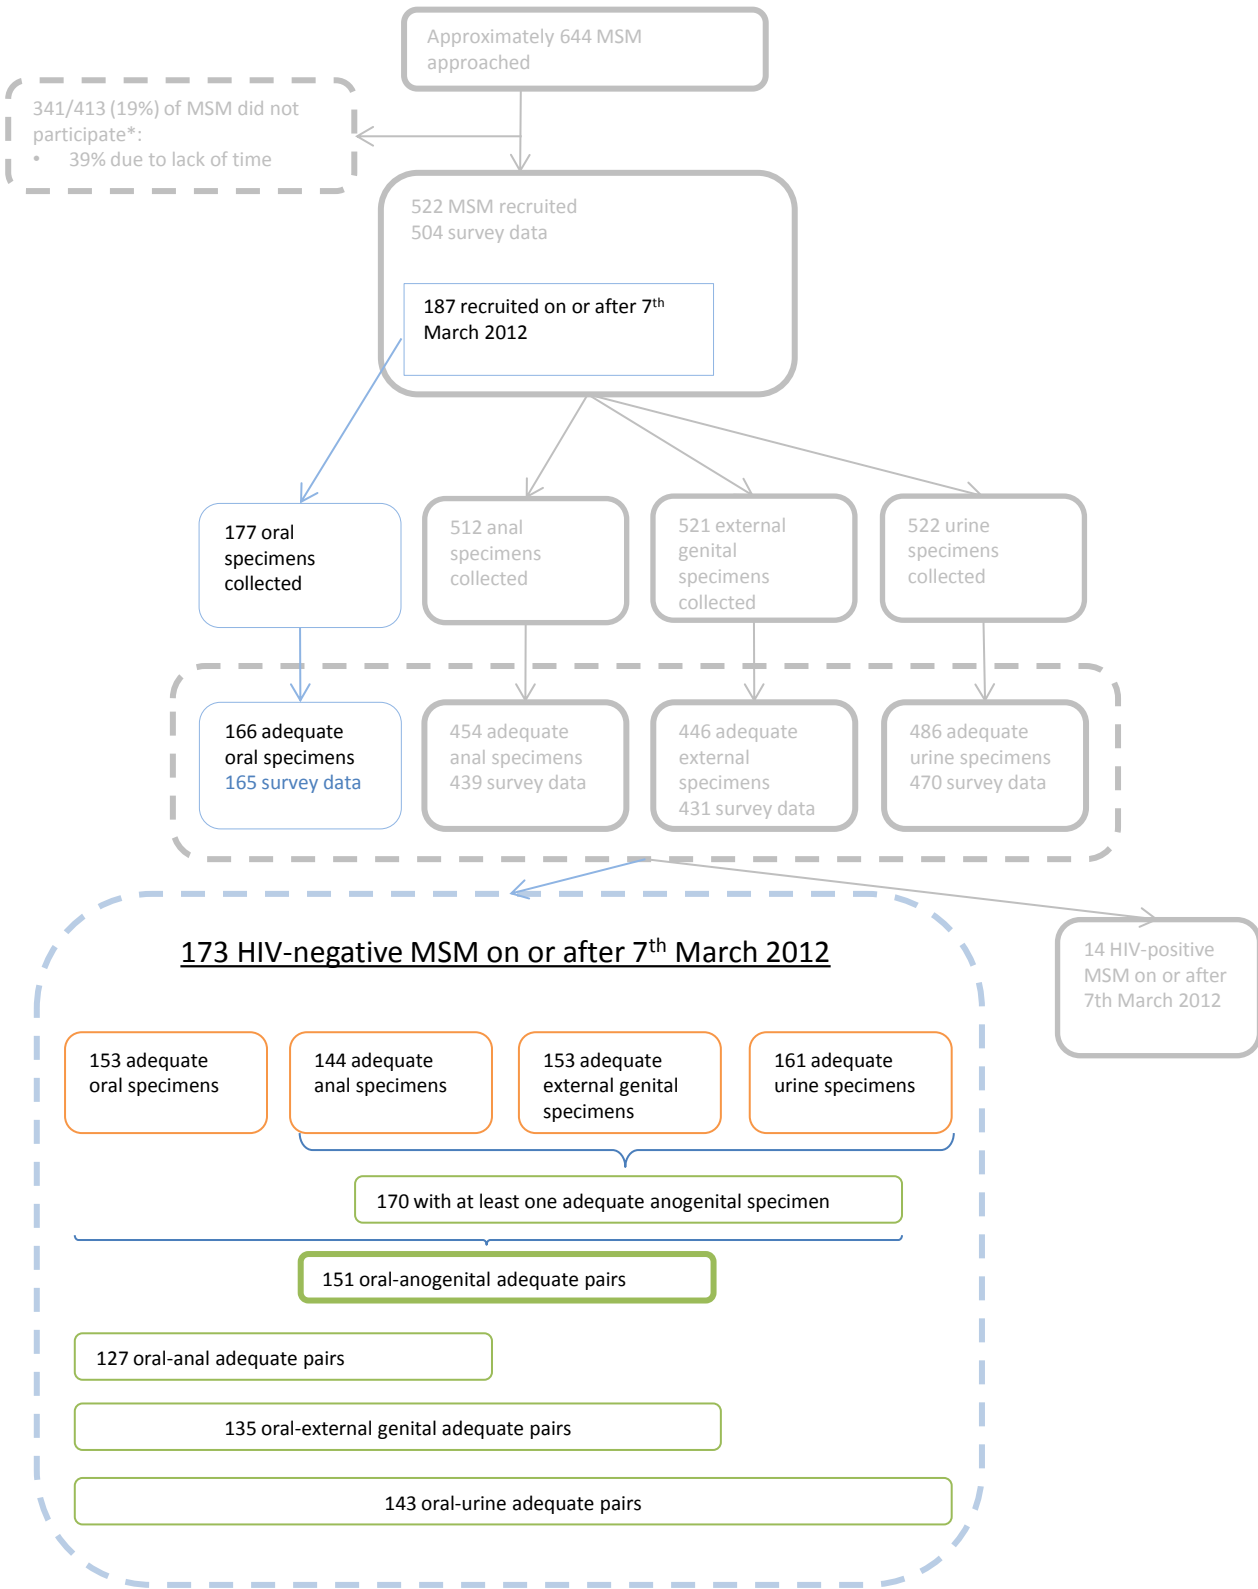 Approximately 644 MSM
approached
341/413 (19%) of MSM did not
participate*:
• 39% due to lack of time
522 MSM recruited
504 survey data
187 recruited on or after 7th
March 2012
177 oral
specimens
collected
512 anal
specimens
collected
521 external
genital
specimens
collected
522 urine
specimens
collected
166 adequate
oral specimens
165 survey data
454 adequate
anal specimens
439 survey data
446 adequate
external
specimens
431 survey data
486 adequate
urine specimens
470 survey data
173 HIV-negative MSM on or after 7th March 2012
14 HIV-positive
MSM on or after
7th March 2012
153 adequate
oral specimens
144 adequate
anal specimens
153 adequate
external genital
specimens
161 adequate
urine specimens
170 with at least one adequate anogenital specimen
151 oral-anogenital adequate pairs
127 oral-anal adequate pairs
135 oral-external genital adequate pairs
143 oral-urine adequate pairs